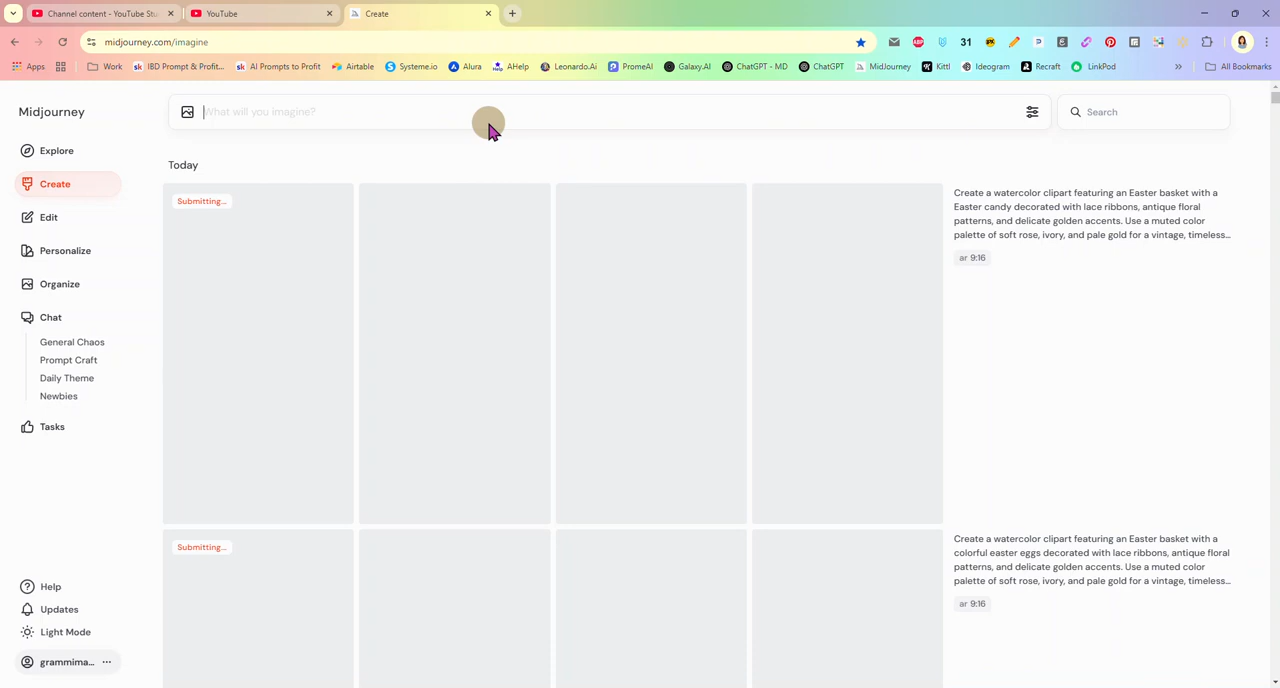 Channel content - YouTube Stu
YouTube
Create
midjourney.com/imagine
31
Apps
Work
IBD Prompt & Profit...
AI Prompts to Profit
Airtable
Systeme.io
Alura
AHelp
Leonardo.Ai
PromeAI
Galaxy.AI
ChatGPT - MD
ChatGPT
MidJourney
Kittl
Ideogram
Recraft
LinkPod
All Bookmarks
Midjourney
What will you imagine?
Search
Explore
Create
Edit
Personalize
Organize
Chat
General Chaos
Prompt Craft
Daily Theme
Newbies
Tasks
Help
Updates
Light Mode
grammima...
Today
Submitting...
Create a watercolor clipart featuring an Easter basket with a
Easter candy decorated with lace ribbons, antique floral
patterns, and delicate golden accents. Use a muted color
palette of soft rose, ivory, and pale gold for a vintage, timeless...
ar 9:16
Submitting...
Create a watercolor clipart featuring an Easter basket with a
colorful easter eggs decorated with lace ribbons, antique floral
patterns, and delicate golden accents. Use a muted color
palette of soft rose, ivory, and pale gold for a vintage, timeless...
ar 9:16